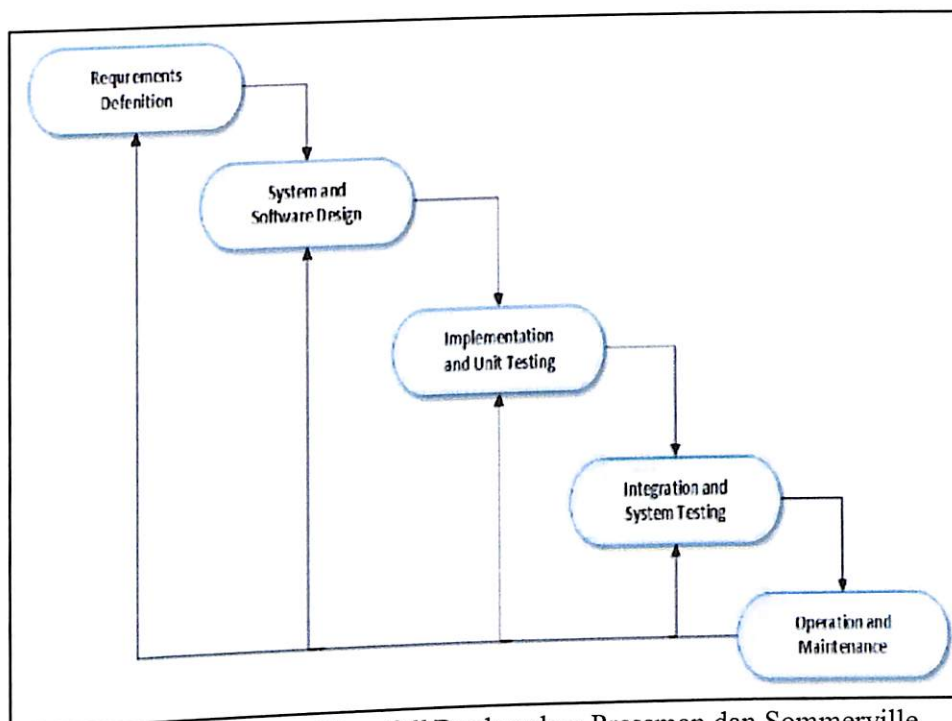 Requrements
Defenition
System and
Software Design
Implementation
and Unit Testing
Integration and
System Testing
Operation and
Maintenance
Pressman dan Sommerville